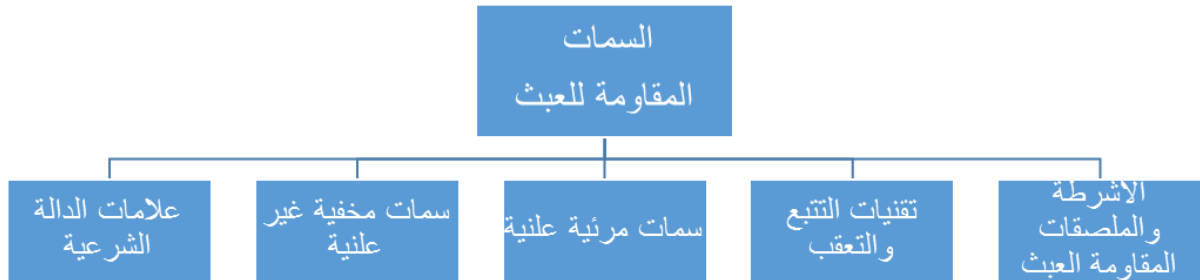 السمات
المقاومة للعبث
الاشرطة
والملصقات
المقاومة العبث
تقنيات التتبع
والتعقب
سمات مرئية علنية
سمات مخفية غير
علنية
علامات الدالة
الشرعية